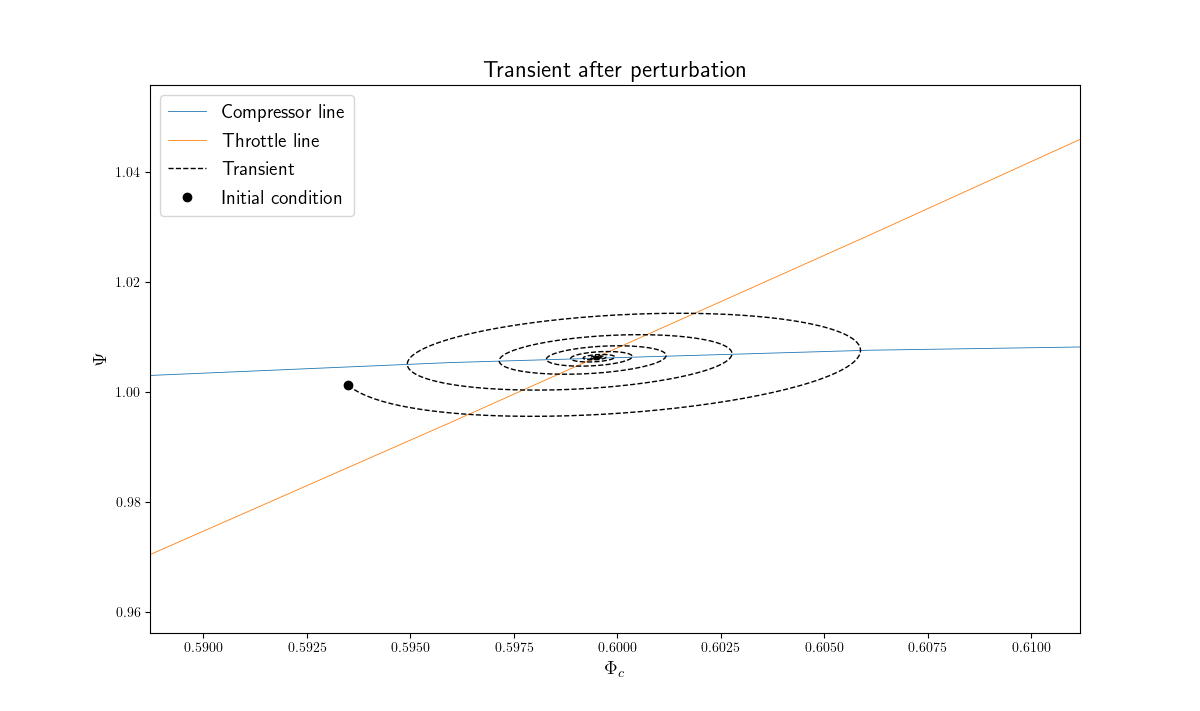 Transient after perturbation
Compressor line
Throttle line
Transient
Initial condition
Ψ
1.04
1.02
1.00
0.98
0.96
0.5900 0.5925 0.5950 0.5975 0.6000 0.6025 0.6050 0.6075 0.6100
Φc